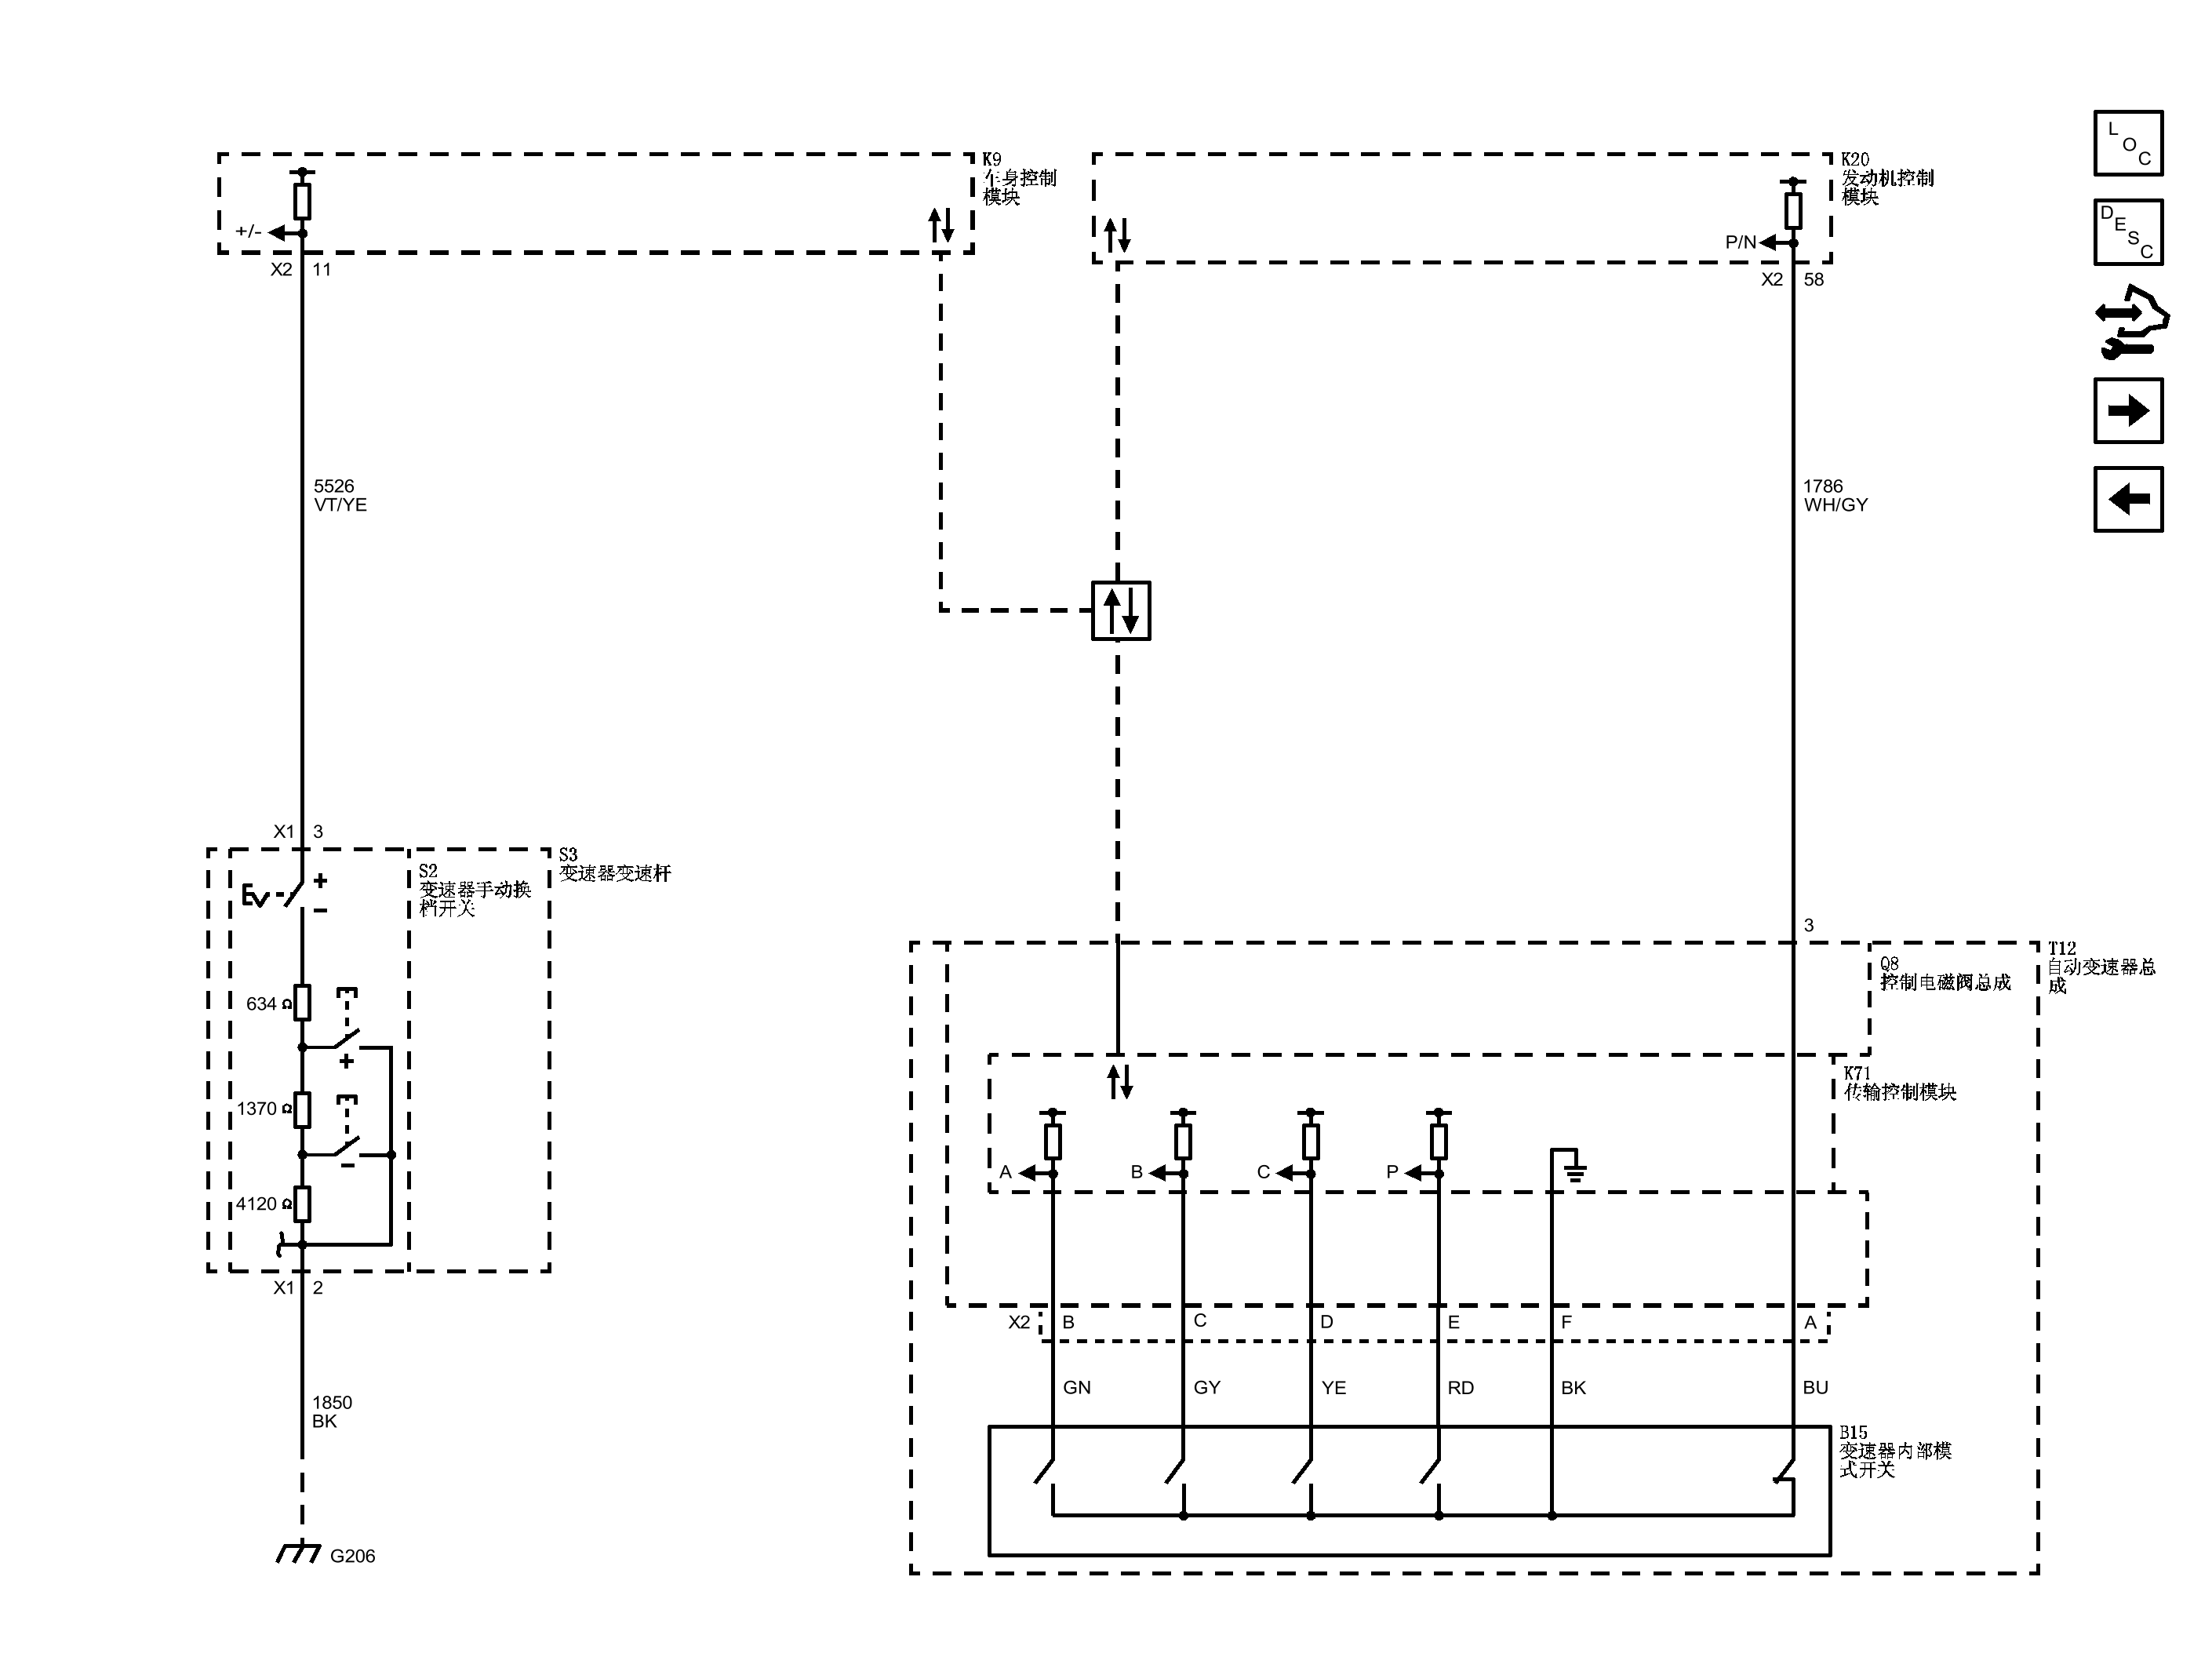 L
O
C
D
E
S
C
K9
车身控制
模块
+/-
X2 11
K20
发动机控制
模块
P/N
X2 58
5526
VT/YE
1786
WH/GY
X1 3
S3
变速器变速杆
S2
变速器手动换
档开关
+
−
634 Ω
+
1370 Ω
−
4120 Ω
X1 2
1850
BK
G206
3
T12
自动变速器总
成
Q8
控制电磁阀总成
K71
传输控制模块
A B C P
X2 B C D E F A
GN GY YE RD BK BU
B15
变速器内部模
式开关